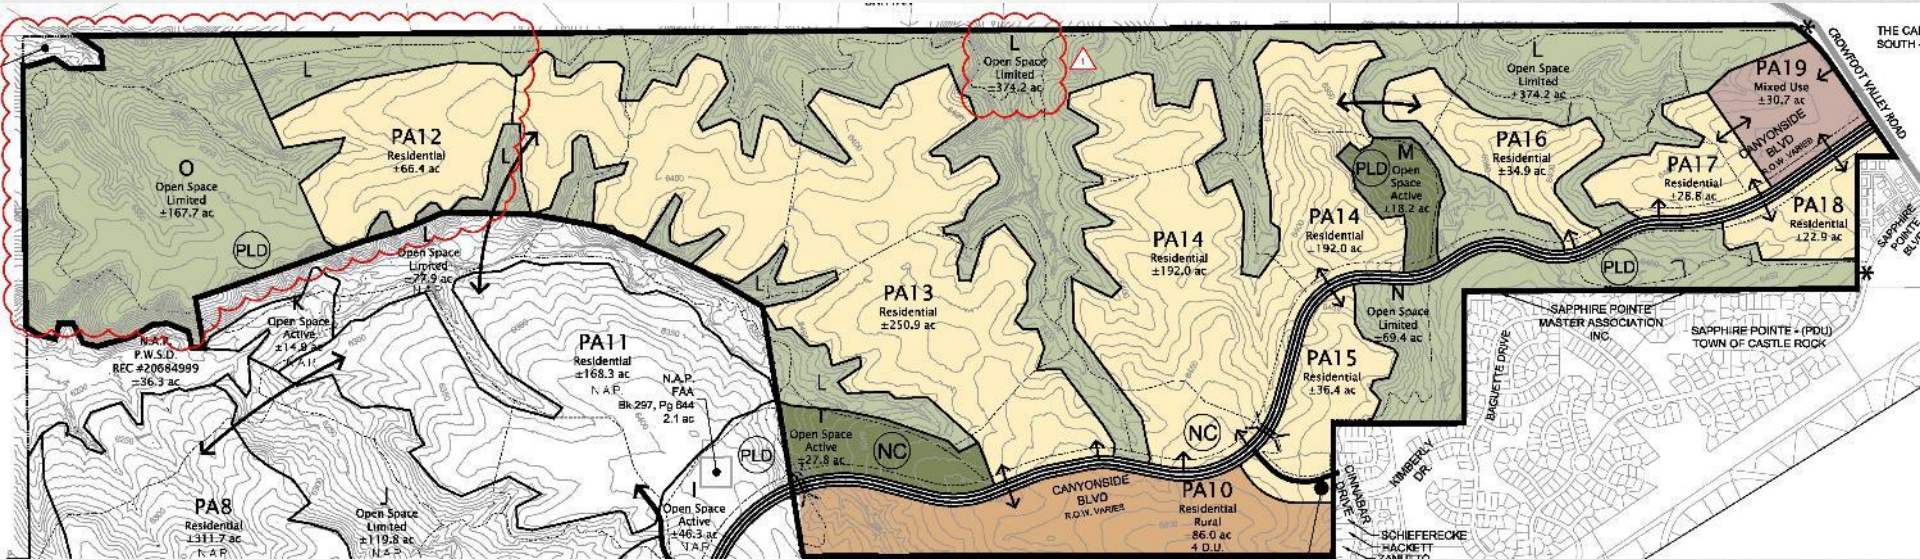 L
L
Open Space
Limited
±374.2 ac
1
L
Open Space
Limited
±374.2 ac
THE CA
SOUTH
CROWFOOT VALLEY ROAD
PA19
Mixed Use
±30.7 ac
CANYONSIDE
BLVD
R.O.W. VARIES
PA12
Residential
±66.4 ac
L
O
Open Space
Limited
±167.7 ac
PLD
PA16
Residential
±34.9 ac
PLD
M
Open
Space
Active
±18.2 ac
PA17
Residential
±28.8 ac
PA18
Residential
±22.9 ac
SAPPHIRE
POINTE
BLVD
PA14
Residential
±192.0 ac
PA14
Residential
±192.0 ac
L
Open Space
Limited
±77.9 ac
PLD
L
PA13
Residential
±250.9 ac
K
Open Space
Active
±14.9 ac
N.A.P.
N
Open Space
Limited
±69.4 ac
SAPPHIRE POINTE
MASTER ASSOCIATION
INC.
SAPPHIRE POINTE - (PDU)
TOWN OF CASTLE ROCK
N.A.P.
P.W.S.D.
REC #20684999
±36.3 ac
PA11
Residential
±168.3 ac
N.A.P.
N.A.P.
FAA
Bk 297, Pg 844
2.1 ac
L
PA15
Residential
±36.4 ac
BAGUETTE DRIVE
I
Open Space
Active
±27.8 ac
NC
NC
PLD
KIMBERLY
DR.
CINNABAR
DRIVE
PA8
Residential
±311.7 ac
N.A.P.
J
Open Space
Limited
±119.8 ac
N.A.P.
I
Open Space
Active
±46.3 ac
N.A.P.
CANYONSIDE
BLVD
R.O.W. VARIES
PA10
Residential
Rural
±86.0 ac
4 D.U.
SCHIEFERECKE
HACKETT